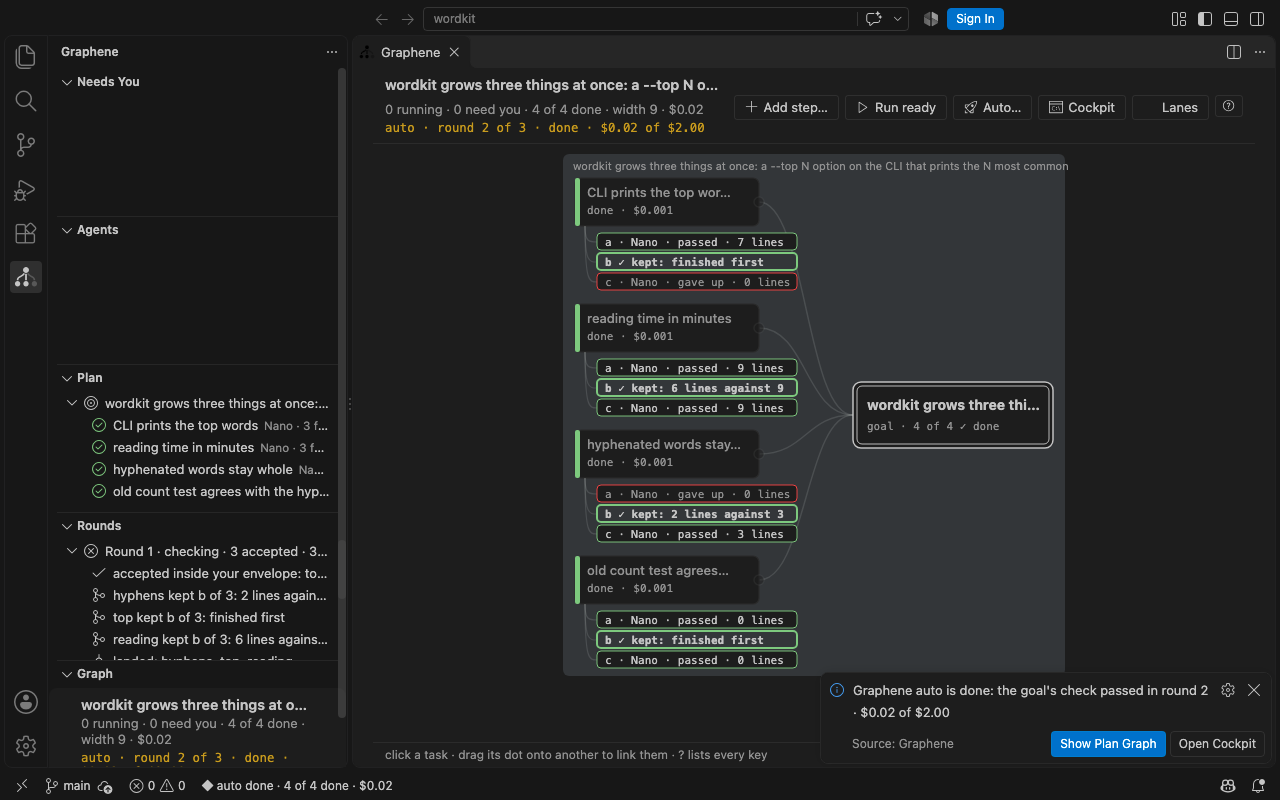 wordkit
Sign In
Graphene
Needs You
Agents
Plan
wordkit grows three things at once:...
CLI prints the top words Nano · 3 f...
reading time in minutes Nano · 3 f...
hyphenated words stay whole Na...
old count test agrees with the hyp...
Rounds
Round 1 · checking · 3 accepted · 3...
accepted inside your envelope: to...
hyphens kept b of 3: 2 lines again...
top kept b of 3: finished first
reading kept b of 3: 6 lines agains...
Graph
wordkit grows three things at o...
0 running · 0 need you · 4 of 4 done ·
width 9 · $0.02
auto · round 2 of 3 · done ·
Graphene
wordkit grows three things at once: a --top N o...
0 running · 0 need you · 4 of 4 done · width 9 · $0.02
auto · round 2 of 3 · done · $0.02 of $2.00
Add step...
Run ready
Auto...
Cockpit
Lanes
wordkit grows three things at once: a --top N option on the CLI that prints the N most common
CLI prints the top wor...
done · $0.001
a · Nano · passed · 7 lines
b ✓ kept: finished first
c · Nano · gave up · 0 lines
reading time in minutes
done · $0.001
a · Nano · passed · 9 lines
b ✓ kept: 6 lines against 9
c · Nano · passed · 9 lines
hyphenated words stay...
done · $0.001
a · Nano · gave up · 0 lines
b ✓ kept: 2 lines against 3
c · Nano · passed · 3 lines
old count test agrees...
done · $0.001
a · Nano · passed · 0 lines
b ✓ kept: finished first
c · Nano · passed · 0 lines
wordkit grows three thi...
goal · 4 of 4 ✓ done
click a task · drag its dot onto another to link them · ? lists every key
Graphene auto is done: the goal's check passed in round 2
· $0.02 of $2.00
Source: Graphene
Show Plan Graph
Open Cockpit
main
0 0
auto done · 4 of 4 done · $0.02